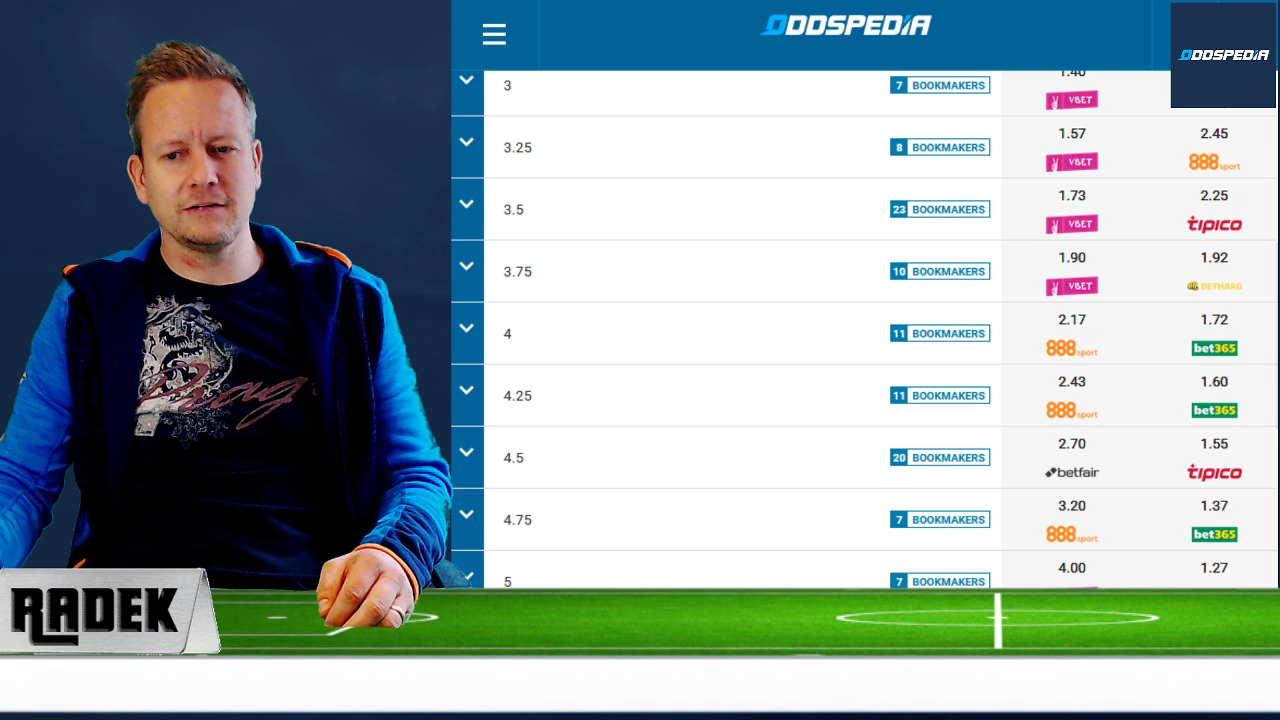 ODDSPEDIA
ODDSPEDIA
3 7 BOOKMAKERS 1.40
VBET
3.25 8 BOOKMAKERS 1.57 2.45
VBET 888sport
3.5 23 BOOKMAKERS 1.73 2.25
VBET tipico
3.75 10 BOOKMAKERS 1.90 1.92
VBET BETHARD
4 11 BOOKMAKERS 2.17 1.72
888sport bet365
4.25 11 BOOKMAKERS 2.43 1.60
888sport bet365
4.5 20 BOOKMAKERS 2.70 1.55
betfair tipico
4.75 7 BOOKMAKERS 3.20 1.37
888sport bet365
5 7 BOOKMAKERS 4.00 1.27
Prag
RADEK